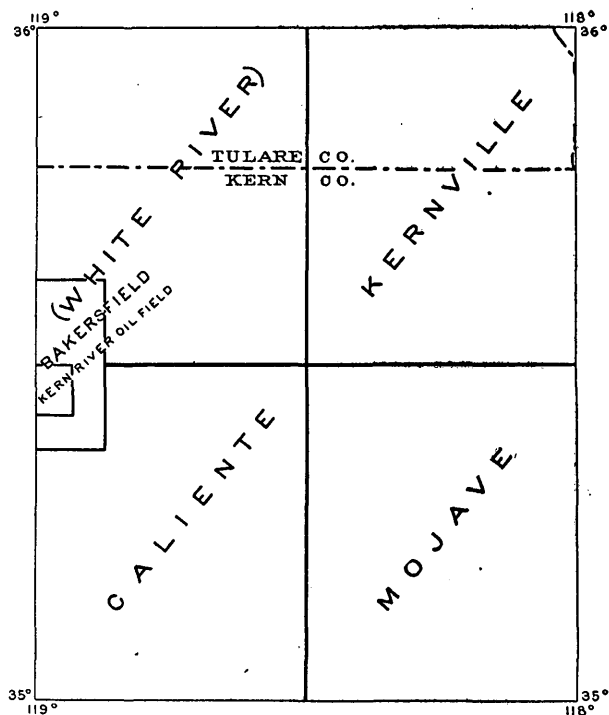 119° 118°
36° 36°
(WHITE RIVER)
KERNVILLE
TULARE CO.
KERN CO.
BAKERSFIELD
KERN RIVER OIL FIELD
CALIENTE
MOJAVE
35° 35°
119° 118°